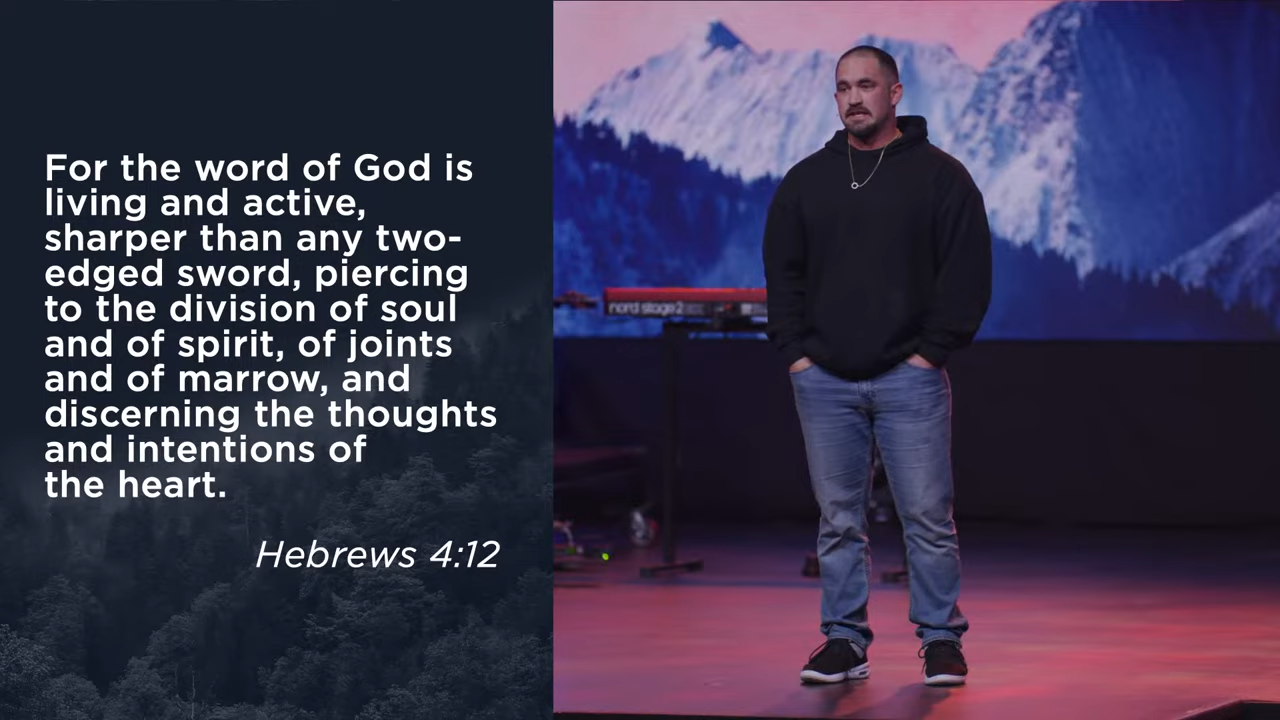 For the word of God is
living and active,
sharper than any two-
edged sword, piercing
to the division of soul
and of spirit, of joints
and of marrow, and
discerning the thoughts
and intentions of
the heart.
Hebrews 4:12
nord stage 2